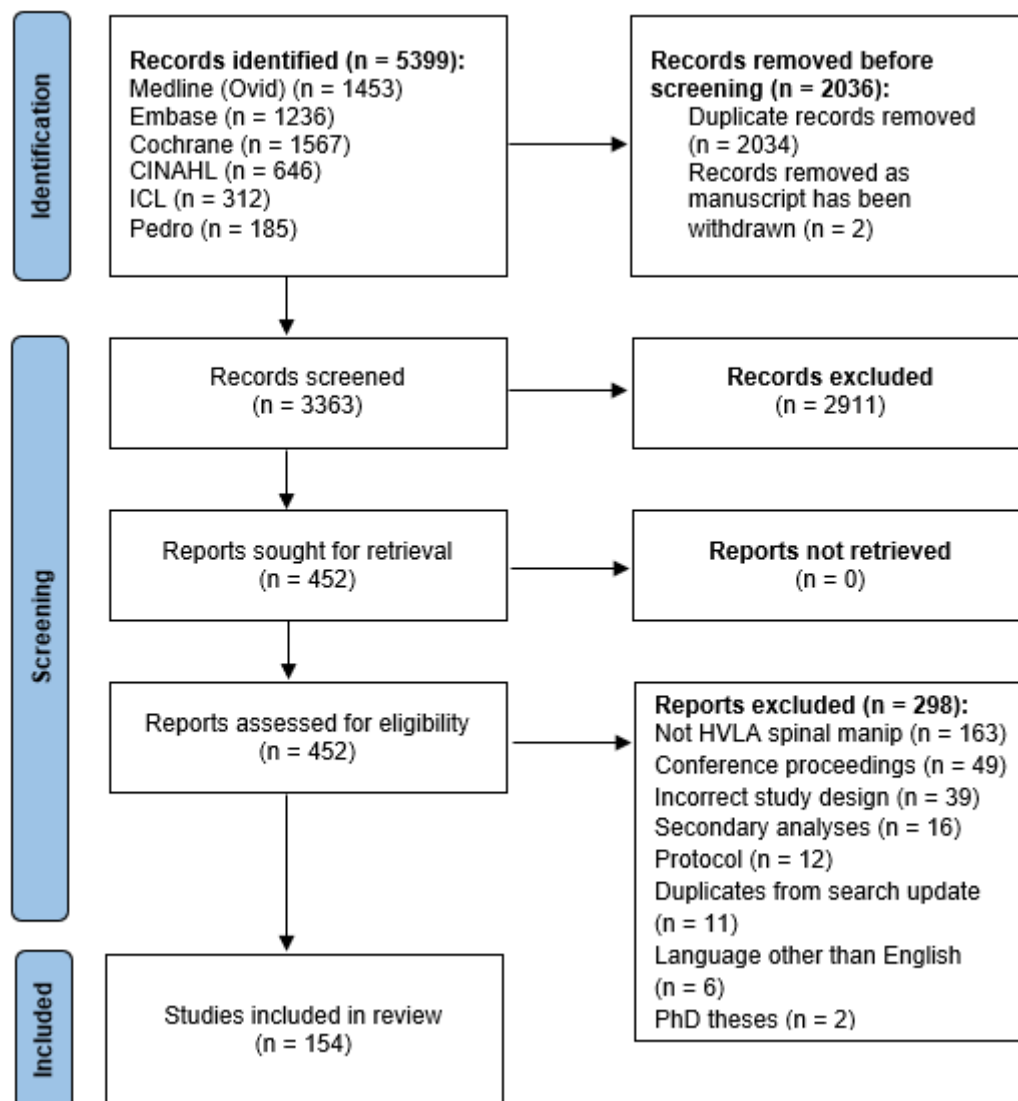 Identification
Records identified (n = 5399):
Medline (Ovid) (n = 1453)
Embase (n = 1236)
Cochrane (n = 1567)
CINAHL (n = 646)
ICL (n = 312)
Pedro (n = 185)
Records removed before
screening (n = 2036):
Duplicate records removed
(n = 2034)
Records removed as
manuscript has been
withdrawn (n = 2)
Screening
Records screened
(n = 3363)
Records excluded
(n = 2911)
Reports sought for retrieval
(n = 452)
Reports not retrieved
(n = 0)
Reports assessed for eligibility
(n = 452)
Reports excluded (n = 298):
Not HVLA spinal manip (n = 163)
Conference proceedings (n = 49)
Incorrect study design (n = 39)
Secondary analyses (n = 16)
Protocol (n = 12)
Duplicates from search update
(n = 11)
Language other than English
(n = 6)
PhD theses (n = 2)
Included
Studies included in review
(n = 154)